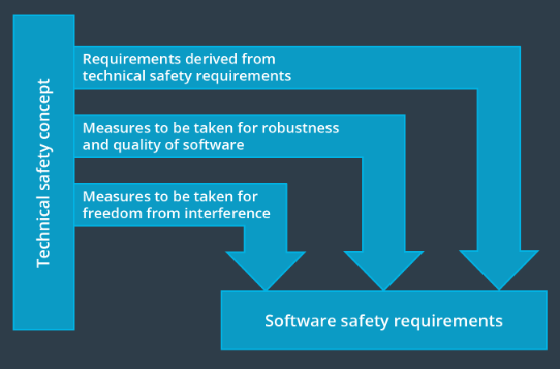 Technical safety concept
Requirements derived from
technical safety requirements
Measures to be taken for robustness
and quality of software
Measures to be taken for
freedom from interference
Software safety requirements